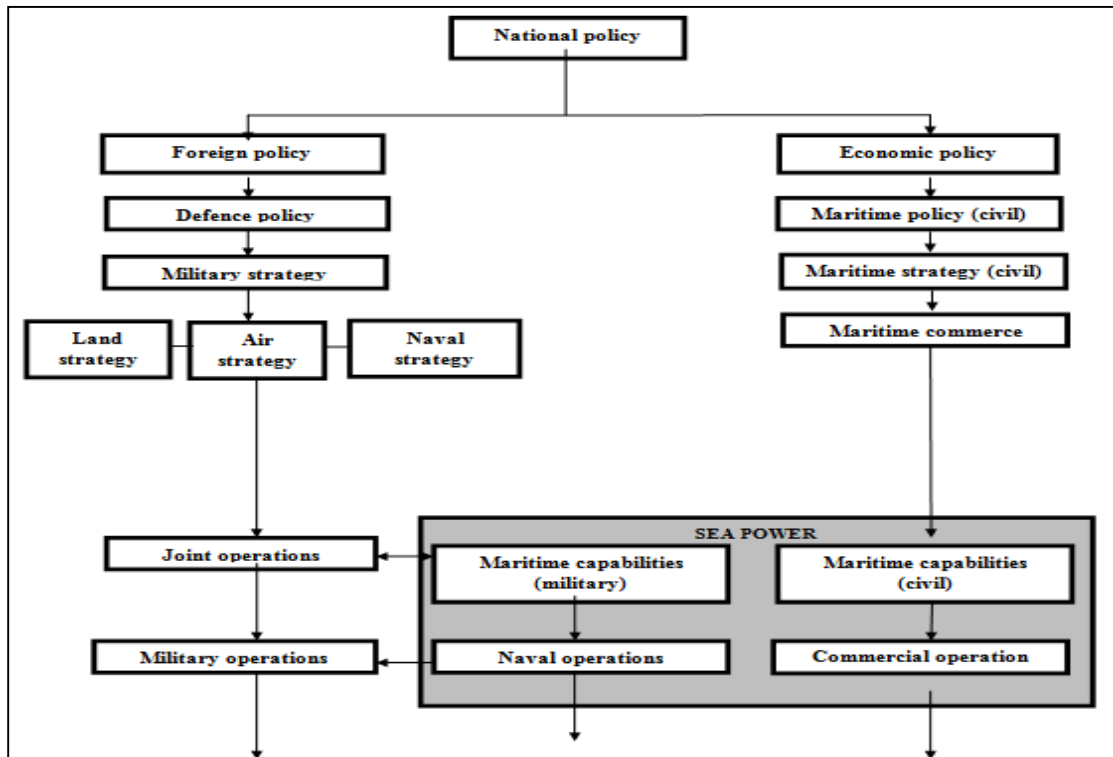 National policy
Foreign policy
Economic policy
Defence policy
Maritime policy (civil)
Military strategy
Maritime strategy (civil)
Land
strategy
Air
strategy
Naval
strategy
Maritime commerce
SEA POWER
Joint operations
Maritime capabilities
(military)
Maritime capabilities
(civil)
Military operations
Naval operations
Commercial operation